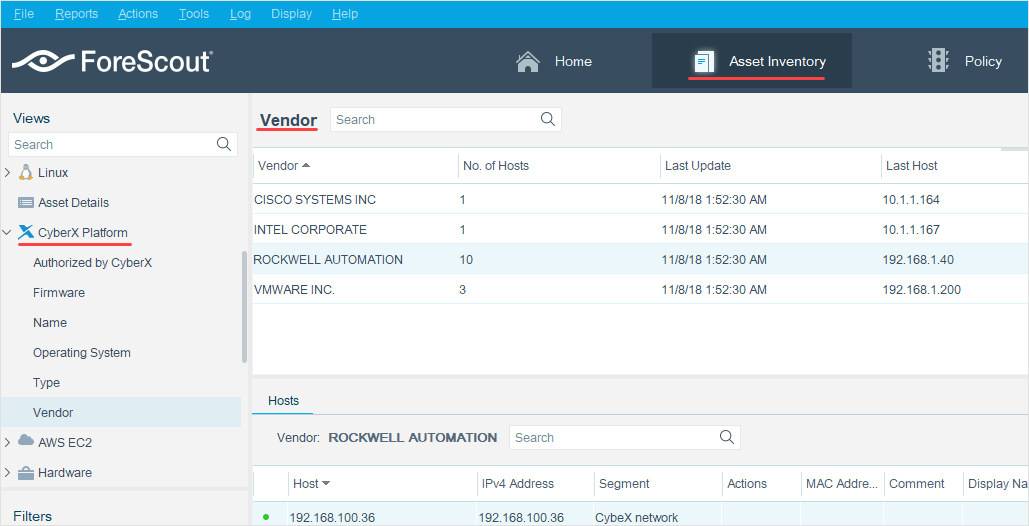 File Reports Actions Tools Log Display Help
ForeScout Home Asset Inventory Policy
Views
Search
Linux
Asset Details
CyberX Platform
Authorized by CyberX
Firmware
Name
Operating System
Type
Vendor
AWS EC2
Hardware
Filters
Vendor Search
Vendor No. of Hosts Last Update Last Host
CISCO SYSTEMS INC 1 11/8/18 1:52:30 AM 10.1.1.164
INTEL CORPORATE 1 11/8/18 1:52:30 AM 10.1.1.167
ROCKWELL AUTOMATION 10 11/8/18 1:52:30 AM 192.168.1.40
VMWARE INC. 3 11/8/18 1:52:30 AM 192.168.1.200
Hosts
Vendor: ROCKWELL AUTOMATION Search
Host IPv4 Address Segment Actions MAC Addre... Comment Display Na
192.168.100.36 192.168.100.36 CybeX network